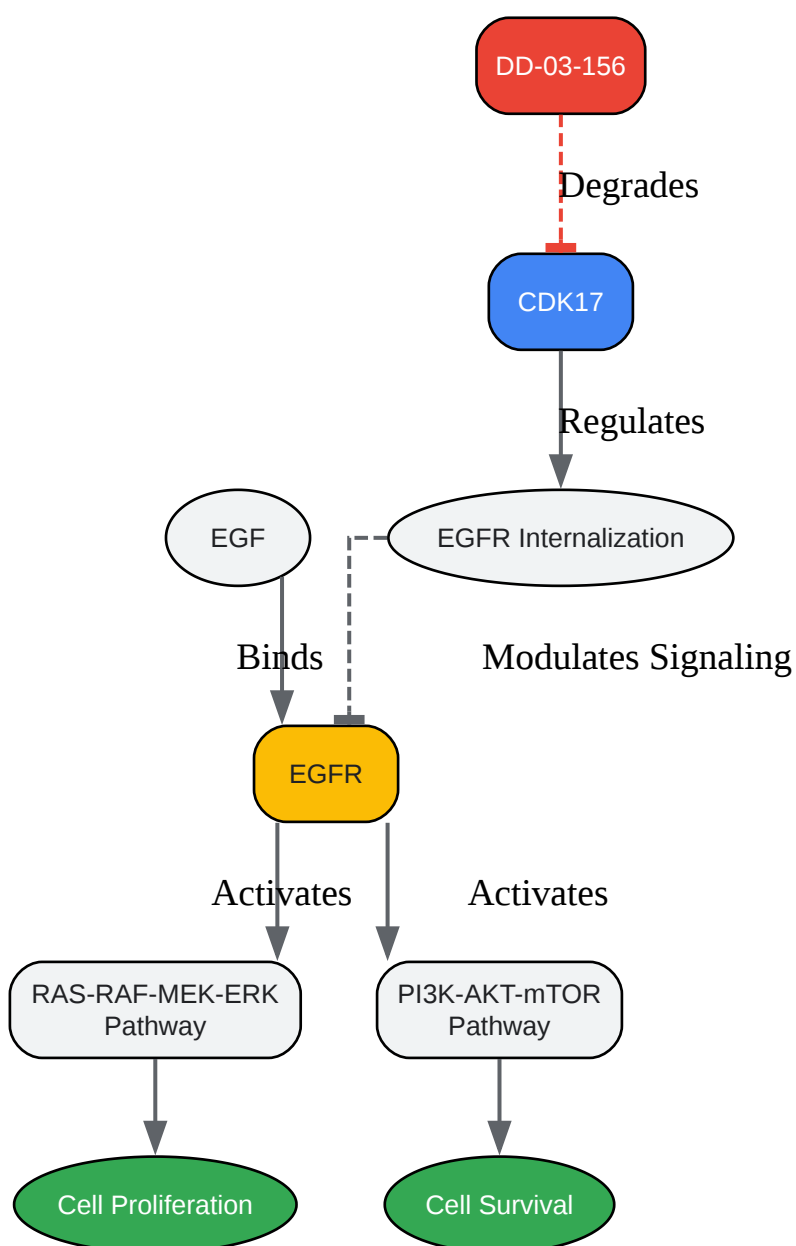 DD-03-156
Degrades
CDK17
Regulates
EGF
EGFR Internalization
Binds
Modulates Signaling
EGFR
Activates
Activates
RAS-RAF-MEK-ERK
Pathway
PI3K-AKT-mTOR
Pathway
Cell Proliferation
Cell Survival